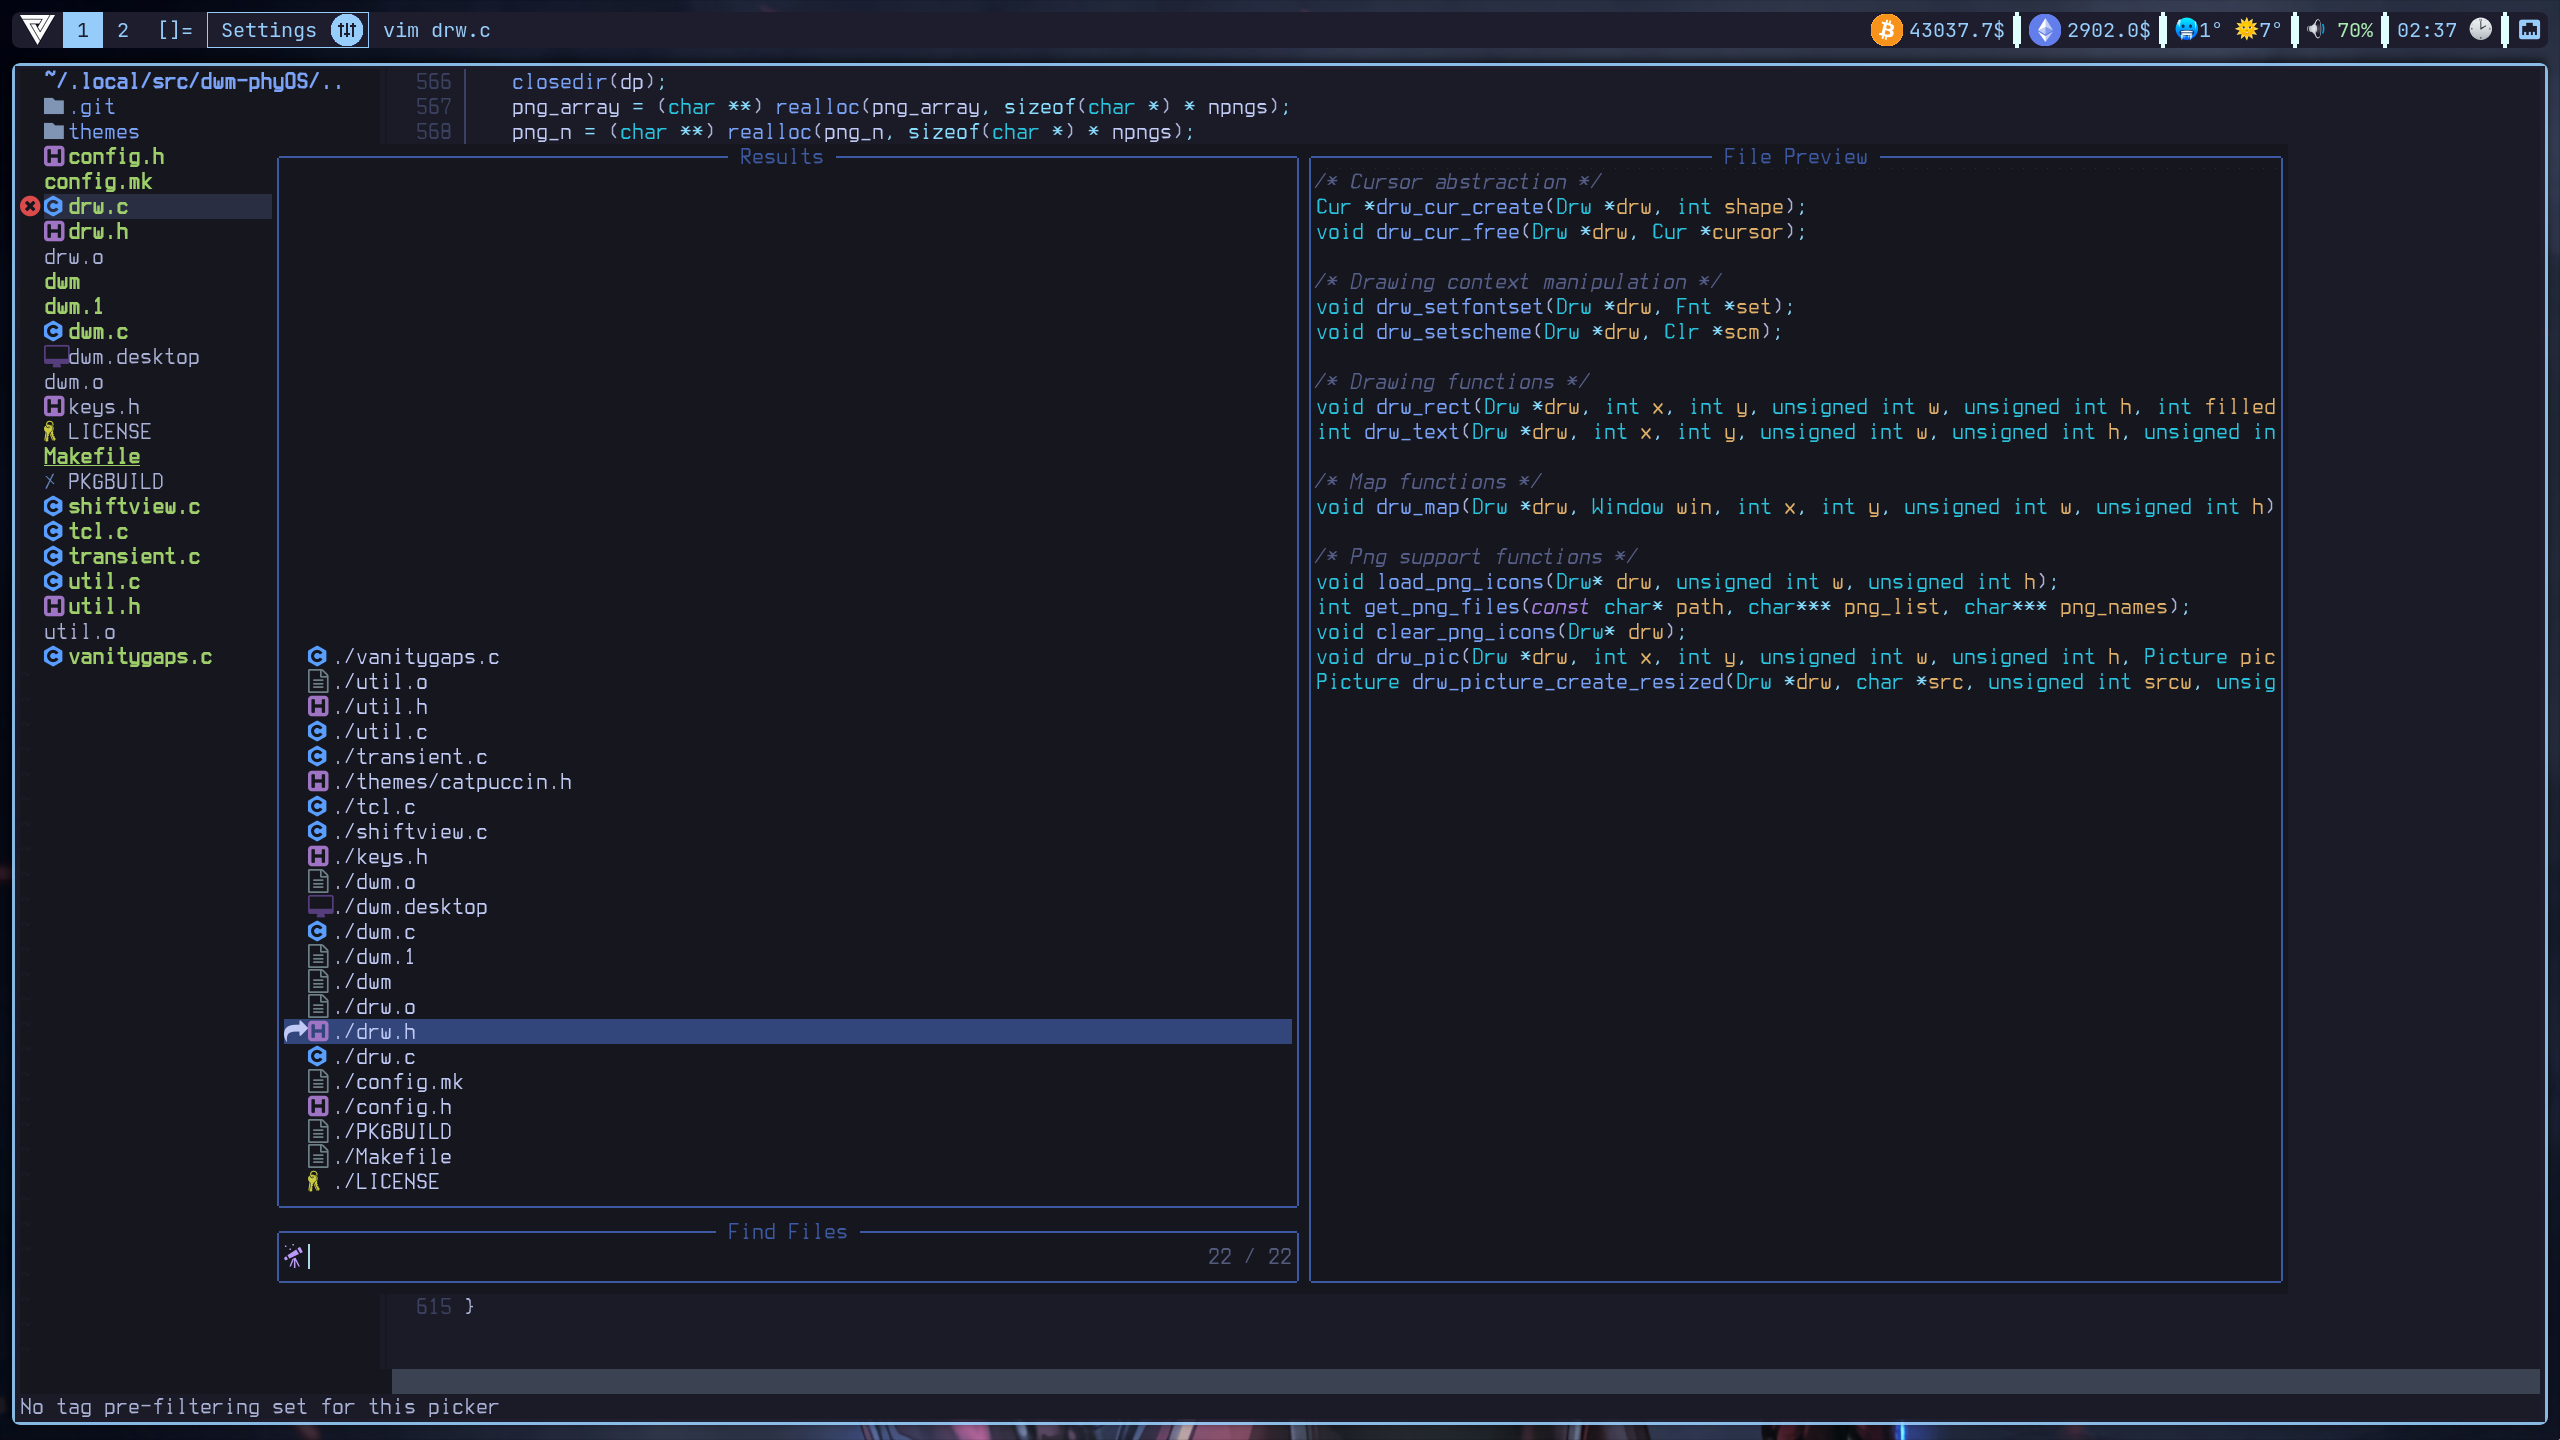 1 2 []= Settings vim drw.c 43037.7$ 2902.0$ 1° 7° 70% 02:37
~/.local/src/dwm-phyOS/..
.git
themes
config.h
config.mk
drw.c
drw.h
drw.o
dwm
dwm.1
dwm.c
dwm.desktop
dwm.o
keys.h
LICENSE
Makefile
PKGBUILD
shiftview.c
tcl.c
transient.c
util.c
util.h
util.o
vanitygaps.c
566 closedir(dp);
567 png_array = (char **) realloc(png_array, sizeof(char *) * npngs);
568 png_n = (char **) realloc(png_n, sizeof(char *) * npngs);
Results
./vanitygaps.c
./util.o
./util.h
./util.c
./transient.c
./themes/catpuccin.h
./tcl.c
./shiftview.c
./keys.h
./dwm.o
./dwm.desktop
./dwm.c
./dwm.1
./dwm
./drw.o
./drw.h
./drw.c
./config.mk
./config.h
./PKGBUILD
./Makefile
./LICENSE
Find Files
22 / 22
File Preview
/* Cursor abstraction */
Cur *drw_cur_create(Drw *drw, int shape);
void drw_cur_free(Drw *drw, Cur *cursor);
/* Drawing context manipulation */
void drw_setfontset(Drw *drw, Fnt *set);
void drw_setscheme(Drw *drw, Clr *scm);
/* Drawing functions */
void drw_rect(Drw *drw, int x, int y, unsigned int w, unsigned int h, int filled
int drw_text(Drw *drw, int x, int y, unsigned int w, unsigned int h, unsigned in
/* Map functions */
void drw_map(Drw *drw, Window win, int x, int y, unsigned int w, unsigned int h)
/* Png support functions */
void load_png_icons(Drw* drw, unsigned int w, unsigned int h);
int get_png_files(const char* path, char*** png_list, char*** png_names);
void clear_png_icons(Drw* drw);
void drw_pic(Drw *drw, int x, int y, unsigned int w, unsigned int h, Picture pic
Picture drw_picture_create_resized(Drw *drw, char *src, unsigned int srcw, unsig
615 }
No tag pre-filtering set for this picker